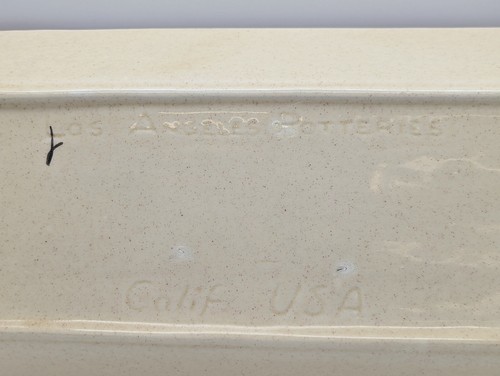 Los Angeles Potteries
Calif. USA